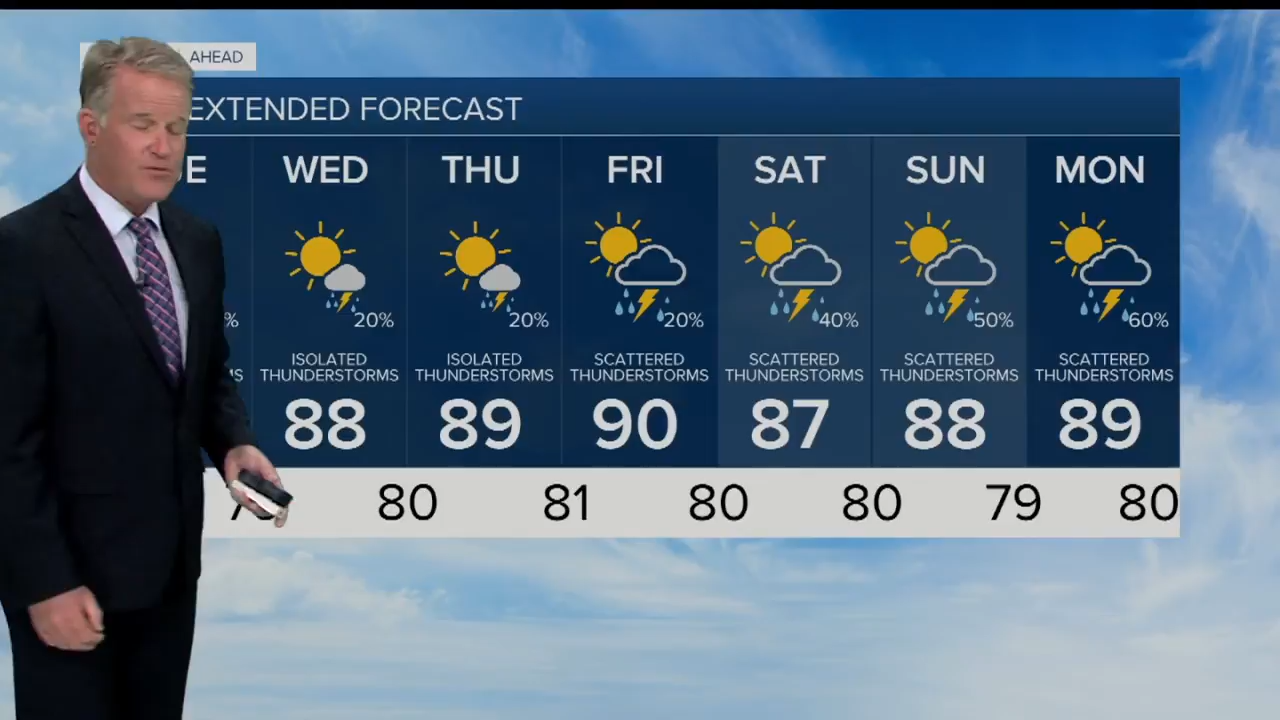 AHEAD
EXTENDED FORECAST
E WED THU FRI SAT SUN MON
% 20% 20% 20% 40% 50% 60%
ISOLATED ISOLATED SCATTERED SCATTERED SCATTERED SCATTERED
MS THUNDERSTORMS THUNDERSTORMS THUNDERSTORMS THUNDERSTORMS THUNDERSTORMS THUNDERSTORMS
88 89 90 87 88 89
80 81 80 80 79 80